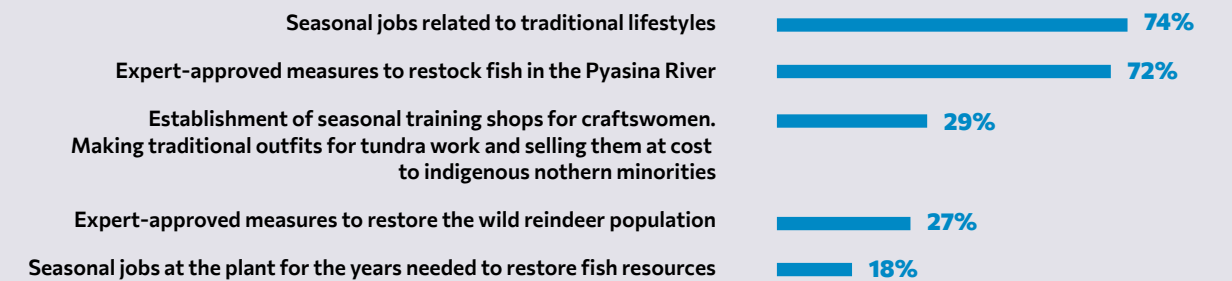 Seasonal jobs related to traditional lifestyles 74%
Expert-approved measures to restock fish in the Pyasina River 72%
Establishment of seasonal training shops for craftswomen. 29%
Making traditional outfits for tundra work and selling them at cost
to indigenous nothern minorities
Expert-approved measures to restore the wild reindeer population 27%
Seasonal jobs at the plant for the years needed to restore fish resources 18%